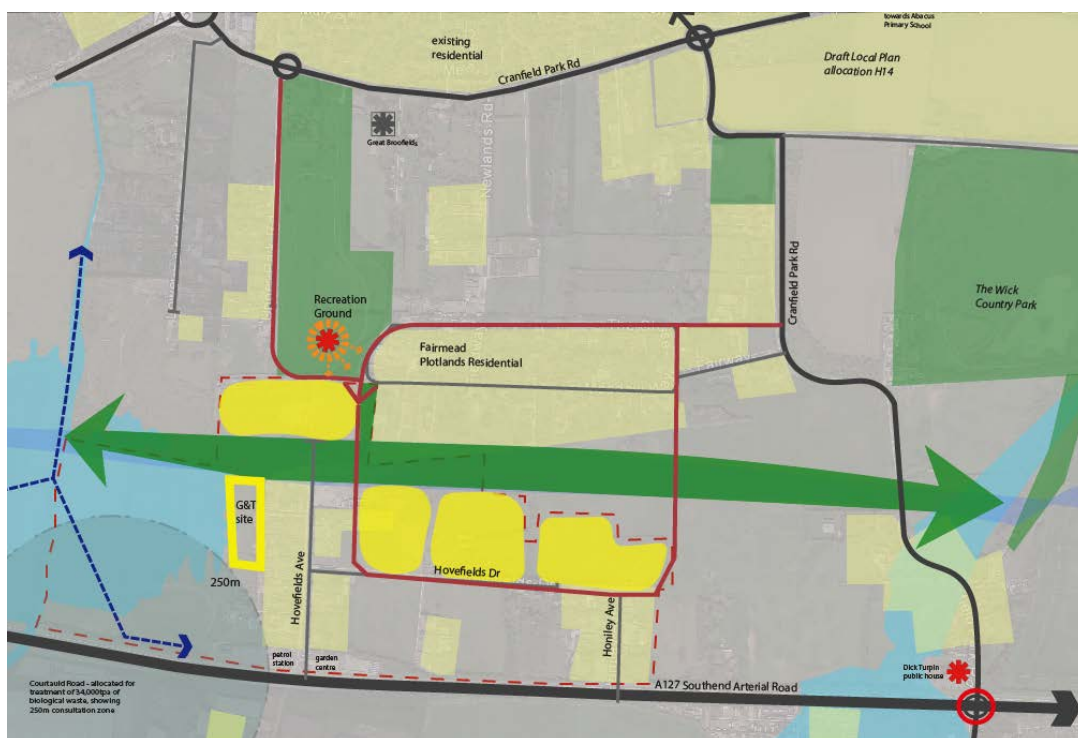 existing
residential
Cranfield Park Rd
towards Abacus
Primary School
Draft Local Plan
allocation H14
Great Broofields
Newlands Rd
Cranfield Park Rd
The Wick
Country Park
Recreation
Ground
Fairmead
Plotlands Residential
G&T
site
250m
Hovefields Ave
Hovefields Dr
Honiley Ave
petrol
station
garden
centre
A127 Southend Arterial Road
Dick Turpin
public house
Courtauld Road - allocated for
treatment of 34,000tpa of
biological waste, showing
250m consultation zone